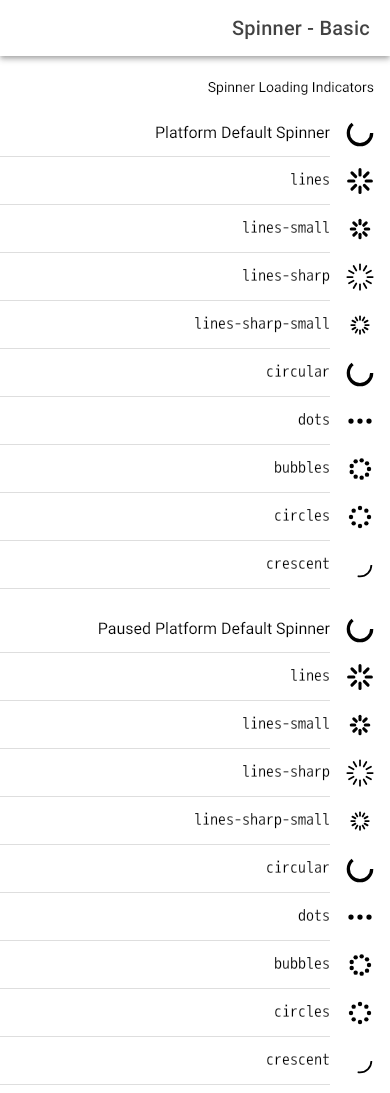 Spinner - Basic
Spinner Loading Indicators
Platform Default Spinner
lines
lines-small
lines-sharp
lines-sharp-small
circular
dots
bubbles
circles
crescent
Paused Platform Default Spinner
lines
lines-small
lines-sharp
lines-sharp-small
circular
dots
bubbles
circles
crescent